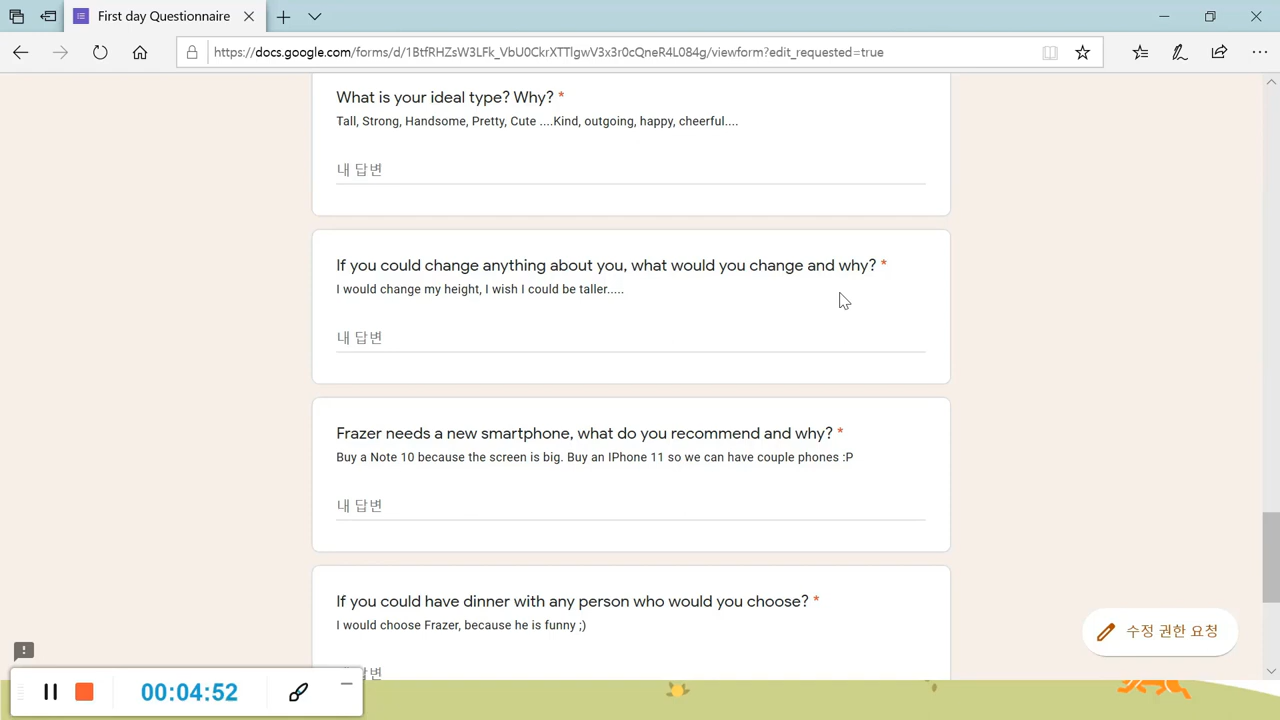 First day Questionnaire
https://docs.google.com/forms/d/1BtfRHZsW3LFk_VbU0CkrXTTlgwV3x3r0cQneR4L084g/viewform?edit_requested=true
What is your ideal type? Why? *
Tall, Strong, Handsome, Pretty, Cute ....Kind, outgoing, happy, cheerful....
내 답변
If you could change anything about you, what would you change and why? *
I would change my height, I wish I could be taller.....
내 답변
Frazer needs a new smartphone, what do you recommend and why? *
Buy a Note 10 because the screen is big. Buy an IPhone 11 so we can have couple phones :P
내 답변
If you could have dinner with any person who would you choose? *
I would choose Frazer, because he is funny ;)
수정 권한 요청
내 답변
00:04:52